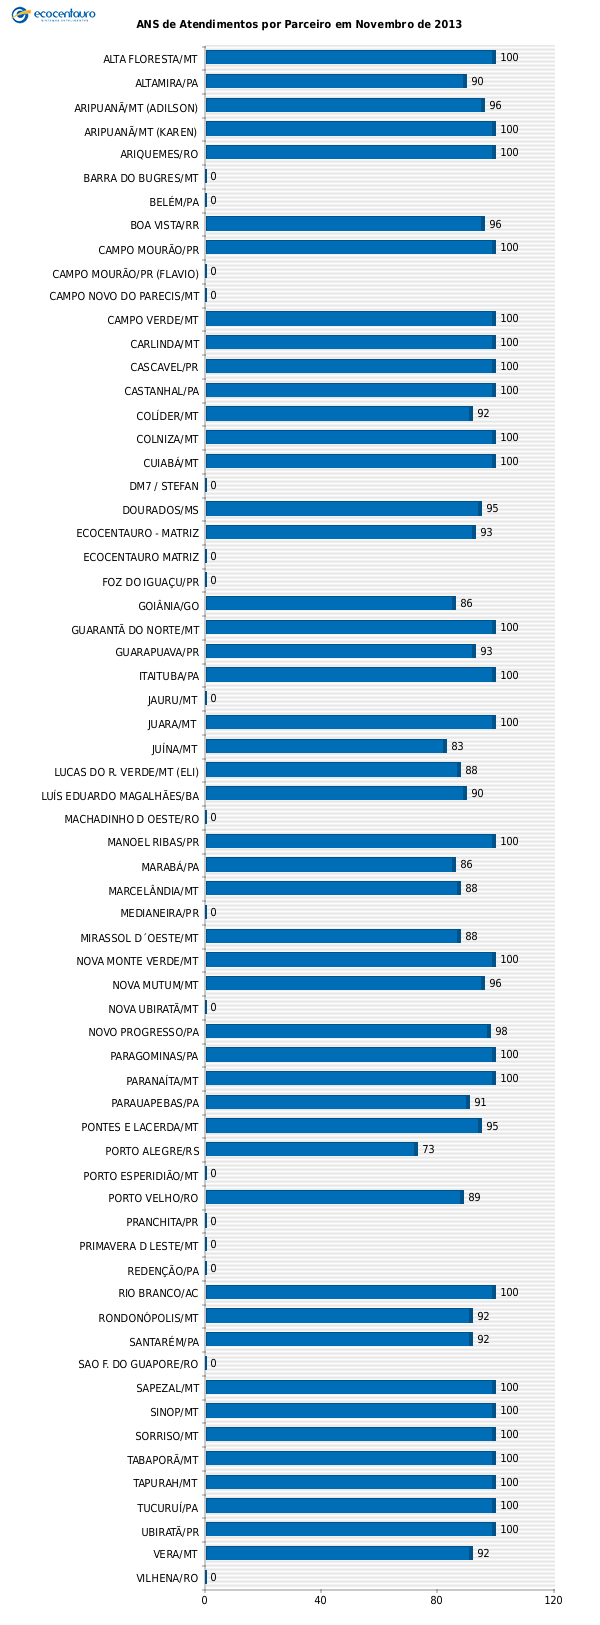 ecocentauro
ANS de Atendimentos por Parceiro em Novembro de 2013
ALTA FLORESTA/MT 100
ALTAMIRA/PA 90
ARIPUANÃ/MT (ADILSON) 96
ARIPUANÃ/MT (KAREN) 100
ARIQUEMES/RO 100
BARRA DO BUGRES/MT 0
BELÉM/PA 0
BOA VISTA/RR 96
CAMPO MOURÃO/PR 100
CAMPO MOURÃO/PR (FLAVIO) 0
CAMPO NOVO DO PARECIS/MT 0
CAMPO VERDE/MT 100
CARLINDA/MT 100
CASCAVEL/PR 100
CASTANHAL/PA 100
COLÍDER/MT 92
COLNIZA/MT 100
CUIABÁ/MT 100
DM7 / STEFAN 0
DOURADOS/MS 95
ECOCENTAURO - MATRIZ 93
ECOCENTAURO MATRIZ 0
FOZ DO IGUAÇU/PR 0
GOIÂNIA/GO 86
GUARANTÃ DO NORTE/MT 100
GUARAPUAVA/PR 93
ITAITUBA/PA 100
JAURU/MT 0
JUARA/MT 100
JUÍNA/MT 83
LUCAS DO R. VERDE/MT (ELI) 88
LUÍS EDUARDO MAGALHÃES/BA 90
MACHADINHO D OESTE/RO 0
MANOEL RIBAS/PR 100
MARABÁ/PA 86
MARCELÂNDIA/MT 88
MEDIANEIRA/PR 0
MIRASSOL D´OESTE/MT 88
NOVA MONTE VERDE/MT 100
NOVA MUTUM/MT 96
NOVA UBIRATÃ/MT 0
NOVO PROGRESSO/PA 98
PARAGOMINAS/PA 100
PARANAÍTA/MT 100
PARAUAPEBAS/PA 91
PONTES E LACERDA/MT 95
PORTO ALEGRE/RS 73
PORTO ESPERIDIÃO/MT 0
PORTO VELHO/RO 89
PRANCHITA/PR 0
PRIMAVERA D LESTE/MT 0
REDENÇÃO/PA 0
RIO BRANCO/AC 100
RONDONÓPOLIS/MT 92
SANTARÉM/PA 92
SAO F. DO GUAPORE/RO 0
SAPEZAL/MT 100
SINOP/MT 100
SORRISO/MT 100
TABAPORÃ/MT 100
TAPURAH/MT 100
TUCURUÍ/PA 100
UBIRATÃ/PR 100
VERA/MT 92
VILHENA/RO 0
0 40 80 120